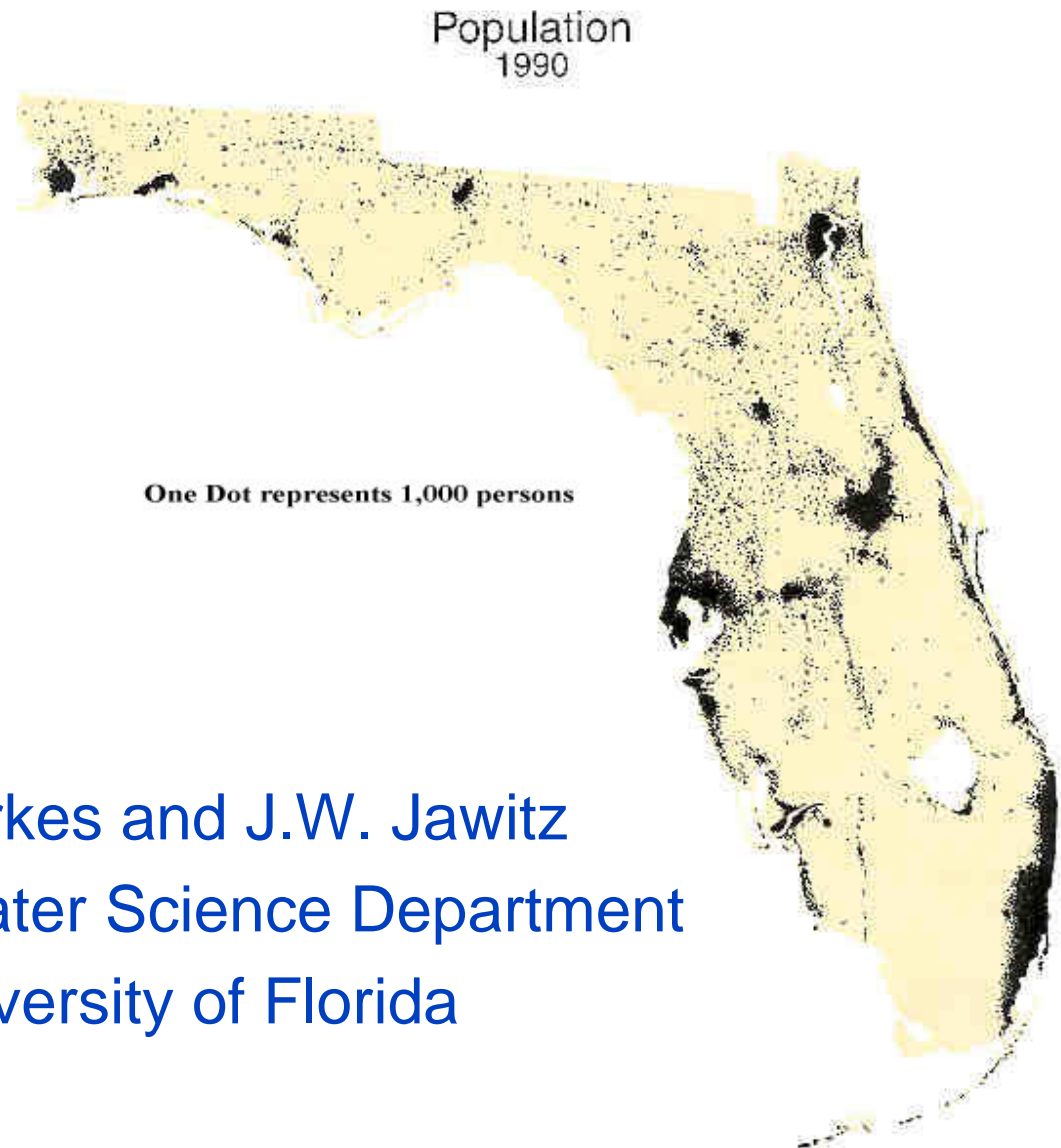 Population
1990
One Dot represents 1,000 persons
rkes and J.W. Jawitz
ater Science Department
versity of Florida